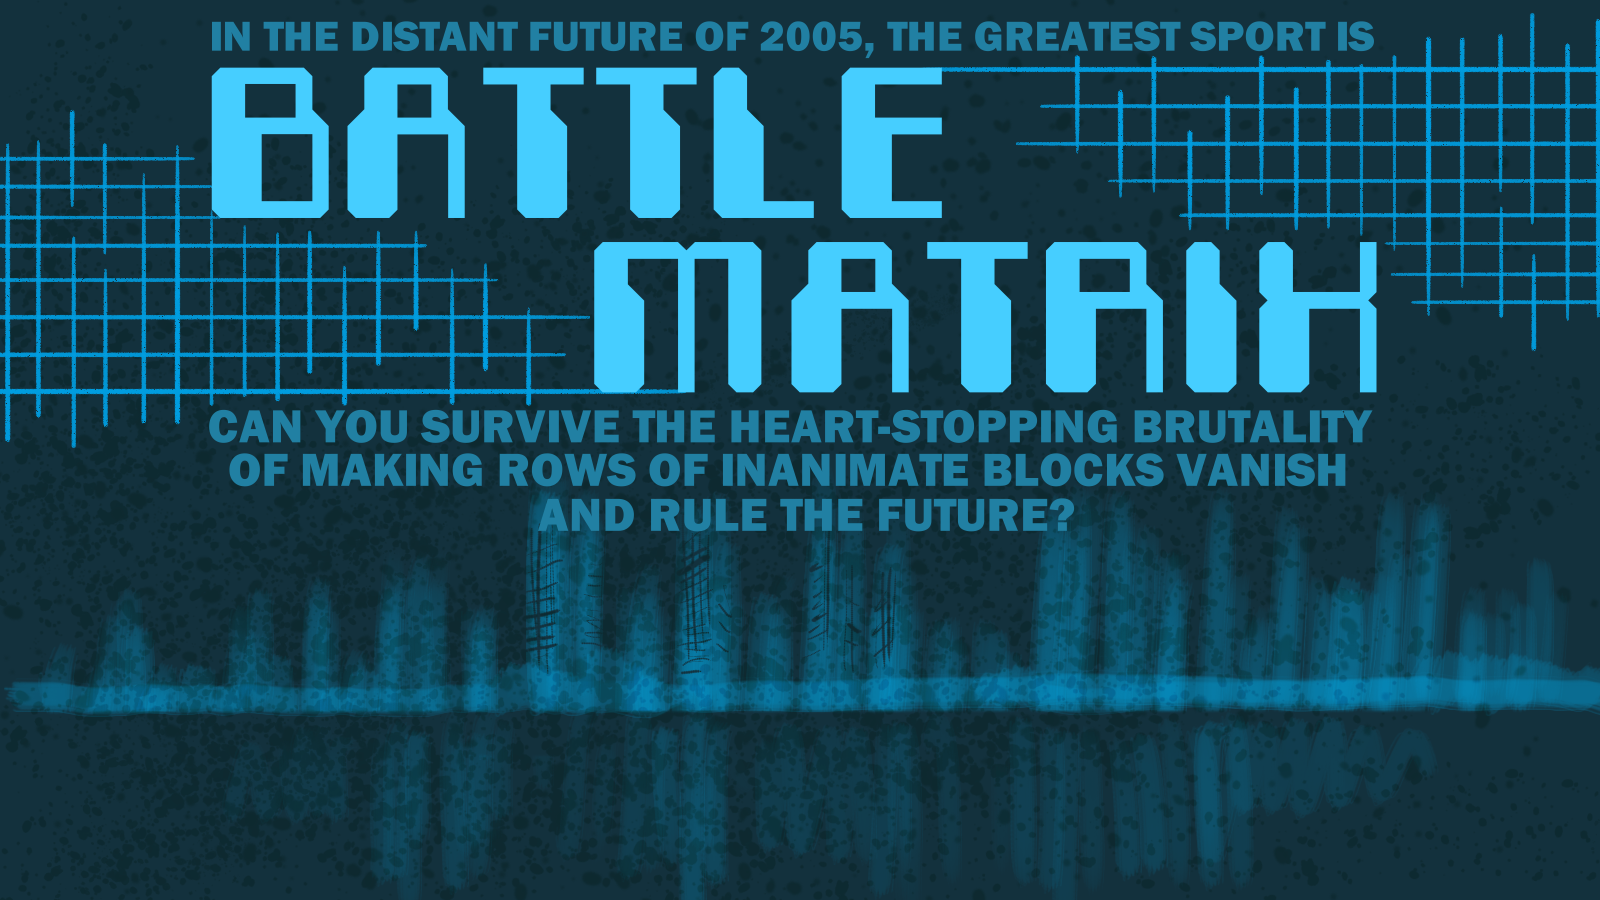 IN THE DISTANT FUTURE OF 2005, THE GREATEST SPORT IS
BATTLE
MATRIX
CAN YOU SURVIVE THE HEART-STOPPING BRUTALITY
OF MAKING ROWS OF INANIMATE BLOCKS VANISH
AND RULE THE FUTURE?